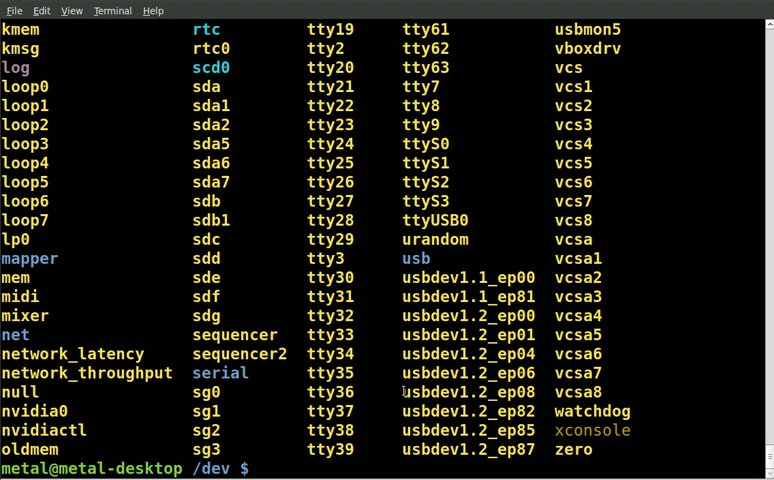 File Edit View Terminal Help
kmem rtc tty19 tty61 usbmon5
kmsg rtc0 tty2 tty62 vboxdrv
log scd0 tty20 tty63 vcs
loop0 sda tty21 tty7 vcs1
loop1 sda1 tty22 tty8 vcs2
loop2 sda2 tty23 tty9 vcs3
loop3 sda5 tty24 ttyS0 vcs4
loop4 sda6 tty25 ttyS1 vcs5
loop5 sda7 tty26 ttyS2 vcs6
loop6 sdb tty27 ttyS3 vcs7
loop7 sdb1 tty28 ttyUSB0 vcs8
lp0 sdc tty29 urandom vcsa
mapper sdd tty3 usb vcsa1
mem sde tty30 usbdev1.1_ep00 vcsa2
midi sdf tty31 usbdev1.1_ep81 vcsa3
mixer sdg tty32 usbdev1.2_ep00 vcsa4
net sequencer tty33 usbdev1.2_ep01 vcsa5
network_latency sequencer2 tty34 usbdev1.2_ep04 vcsa6
network_throughput serial tty35 usbdev1.2_ep06 vcsa7
null sg0 tty36 usbdev1.2_ep08 vcsa8
nvidia0 sg1 tty37 usbdev1.2_ep82 watchdog
nvidiactl sg2 tty38 usbdev1.2_ep85 xconsole
oldmem sg3 tty39 usbdev1.2_ep87 zero
metal@metal-desktop /dev $